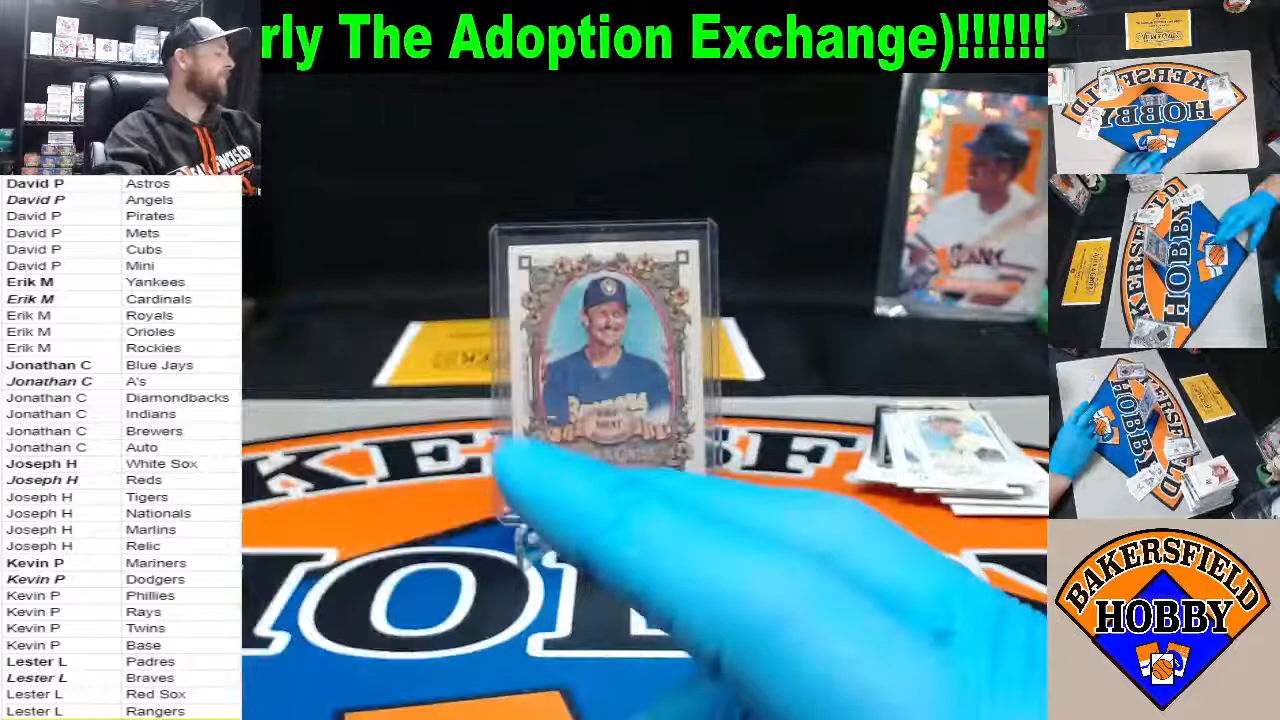 rly The Adoption Exchange)!!!!!!
David P Astros
David P Angels
David P Pirates
David P Mets
David P Cubs
David P Mini
Erik M Yankees
Erik M Cardinals
Erik M Royals
Erik M Orioles
Erik M Rockies
Jonathan C Blue Jays
Jonathan C A's
Jonathan C Diamondbacks
Jonathan C Indians
Jonathan C Brewers
Jonathan C Auto
Joseph H White Sox
Joseph H Reds
Joseph H Tigers
Joseph H Nationals
Joseph H Marlins
Joseph H Relic
Kevin P Mariners
Kevin P Dodgers
Kevin P Phillies
Kevin P Rays
Kevin P Twins
Kevin P Base
Lester L Padres
Lester L Braves
Lester L Red Sox
Lester L Rangers
BAKERSFIELD
HOBBY
KERSFIELD
HOBBY